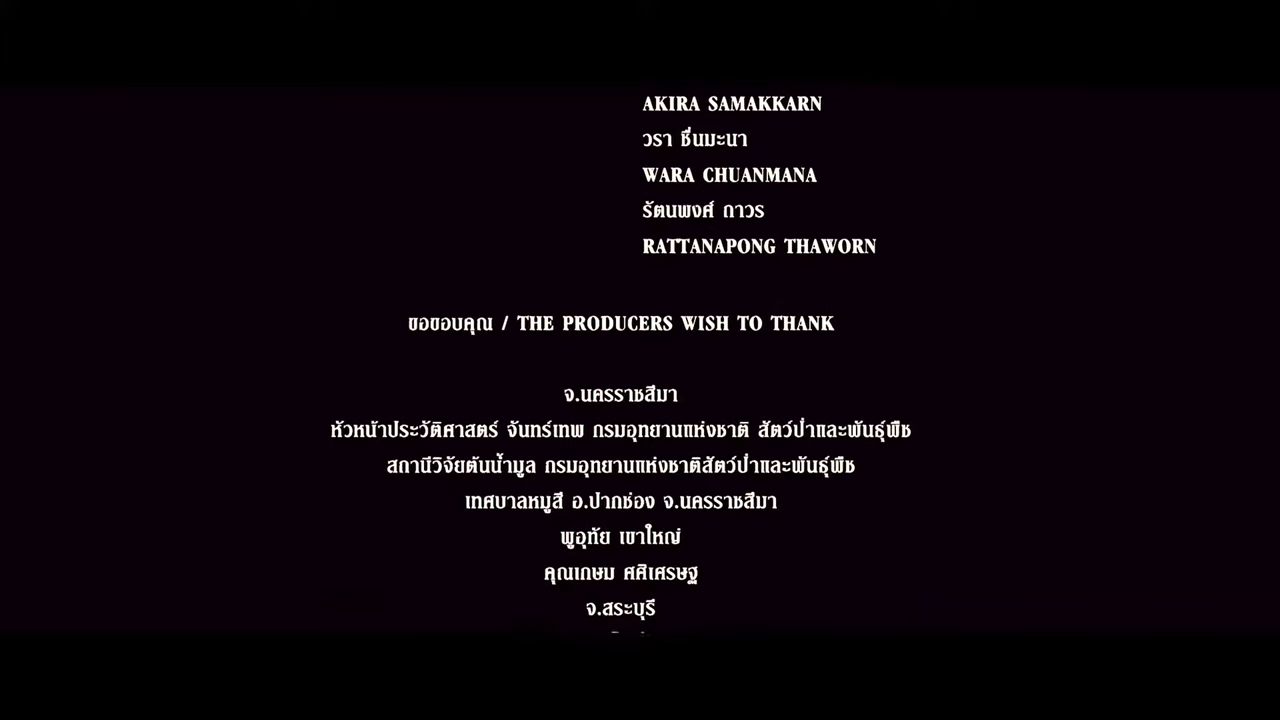 AKIRA SAMAKKARN
วรา ชื่นมะนา
WARA CHUANMANA
รัตนพงศ์ ถาวร
RATTANAPONG THAWORN
ขอขอบคุณ / THE PRODUCERS WISH TO THANK
จ.นครราชสีมา
หัวหน้าประวัติศาสตร์ จันทร์เทพ กรมอุทยานแห่งชาติ สัตว์ป่าและพันธุ์พืช
สถานีวิจัยต้นน้ำมูล กรมอุทยานแห่งชาติสัตว์ป่าและพันธุ์พืช
เทศบาลหมูสี อ.ปากช่อง จ.นครราชสีมา
พูอุทัย เขาใหญ่
คุณเกษม ศศิเศรษฐ
จ.สระบุรี